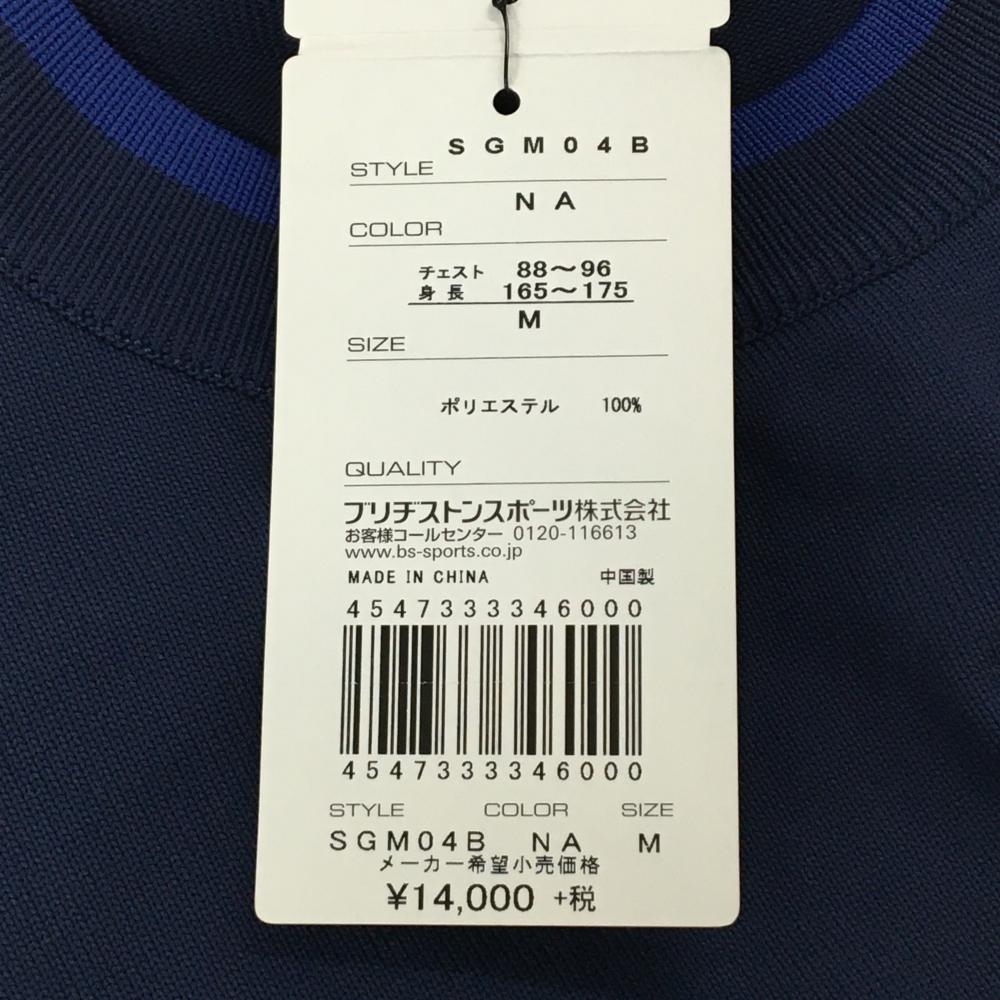 SGM04B
STYLE
NA
COLOR
チェスト 88～96
身長 165～175
M
SIZE
ポリエステル 100%
QUALITY
ブリヂストンスポーツ株式会社
お客様コールセンター 0120-116613
www.bs-sports.co.jp
MADE IN CHINA 中国製
4547333346000
4547333346000
STYLE COLOR SIZE
SGM04B NA M
メーカー希望小売価格
¥14,000 +税